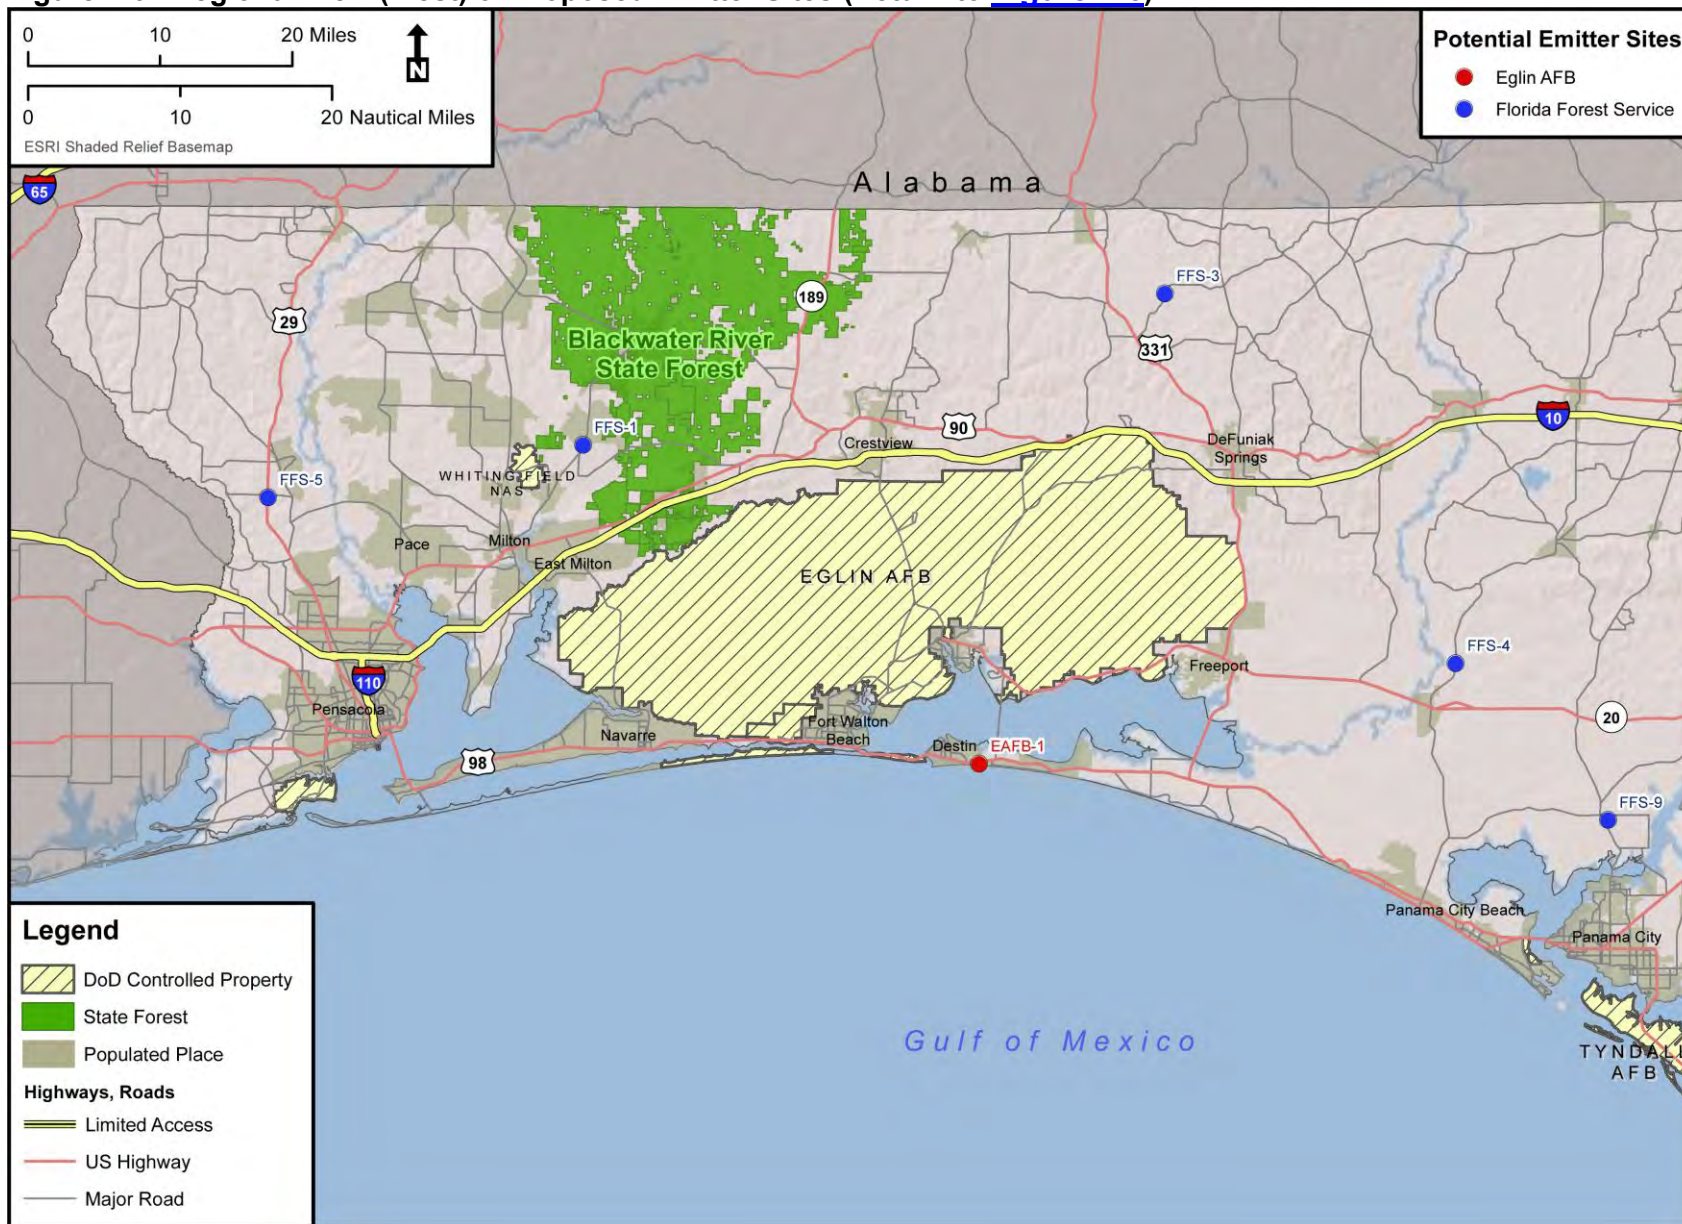 0 10 20 Miles
N
0 10 20 Nautical Miles
ESRI Shaded Relief Basemap
Potential Emitter Sites
Eglin AFB
Florida Forest Service
65
Alabama
FFS-3
189
29
331
Blackwater River
State Forest
10
FFS-1
90
Crestview
DeFuniak
Springs
WHITING FIELD
NAS
FFS-5
Pace
Milton
East Milton
EGLIN AFB
FFS-4
Freeport
110
Pensacola
20
Fort Walton
Beach
Navarre
Destin
EAFB-1
98
FFS-9
Panama City Beach
Panama City
Gulf of Mexico
TYNDALL
AFB
Legend
DoD Controlled Property
State Forest
Populated Place
Highways, Roads
Limited Access
US Highway
Major Road